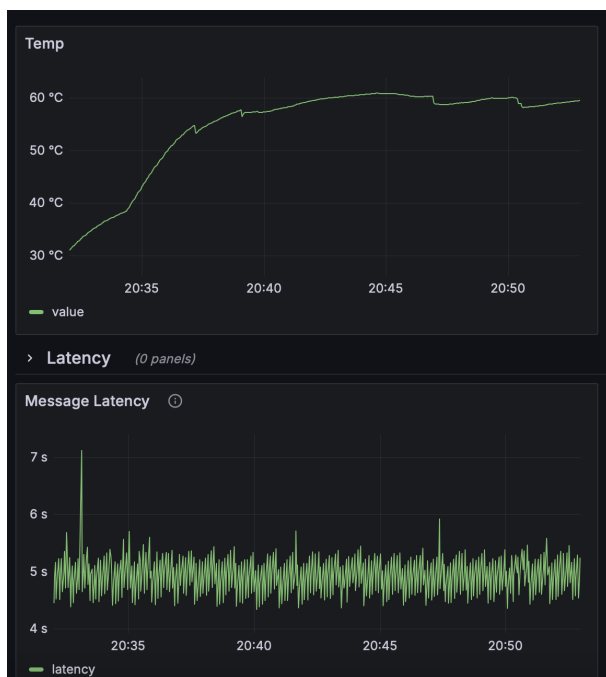 Temp
60 °C
50 °C
40 °C
30 °C
20:35 20:40 20:45 20:50
value
Latency (0 panels)
Message Latency
7 s
6 s
5 s
4 s
20:35 20:40 20:45 20:50
latency